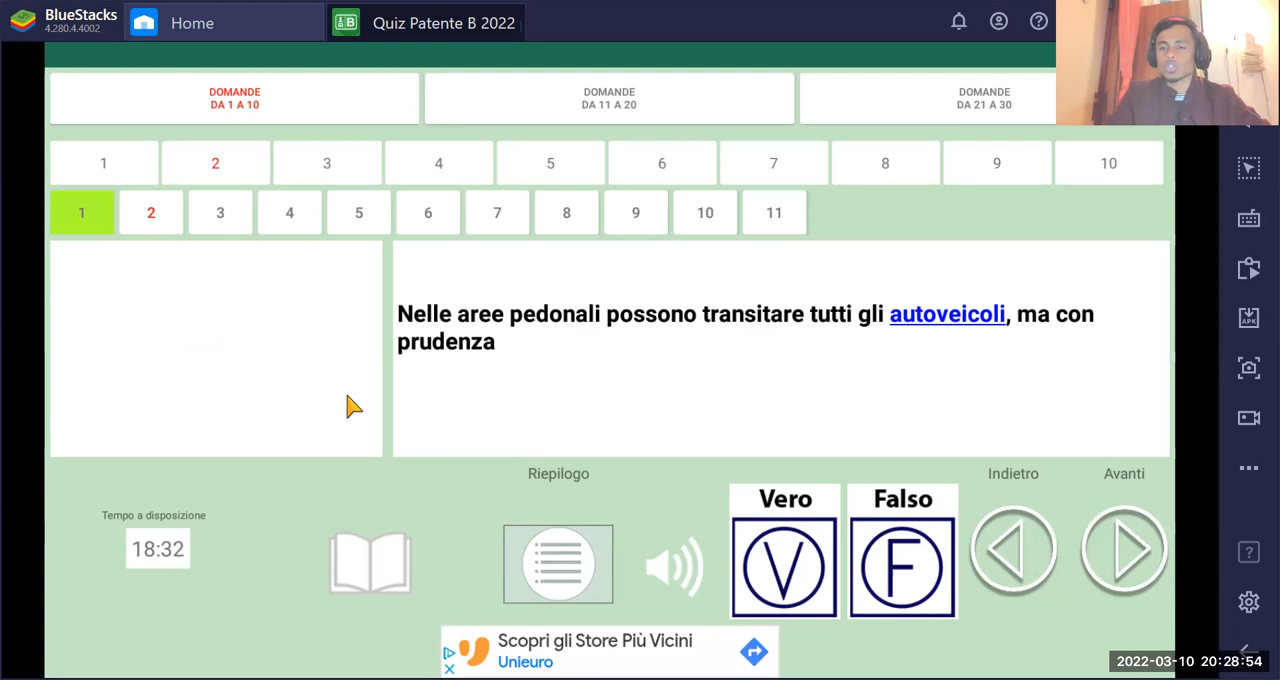 BlueStacks
4.280.4.4002
Home
Quiz Patente B 2022
DOMANDE
DA 1 A 10
DOMANDE
DA 11 A 20
DOMANDE
DA 21 A 30
1 2 3 4 5 6 7 8 9 10
1 2 3 4 5 6 7 8 9 10 11
Nelle aree pedonali possono transitare tutti gli autoveicoli, ma con
prudenza
Riepilogo
Vero
Falso
Indietro
Avanti
V
F
Tempo a disposizione
18:32
Scopri gli Store Più Vicini
Unieuro
2022-03-10 20:28:54